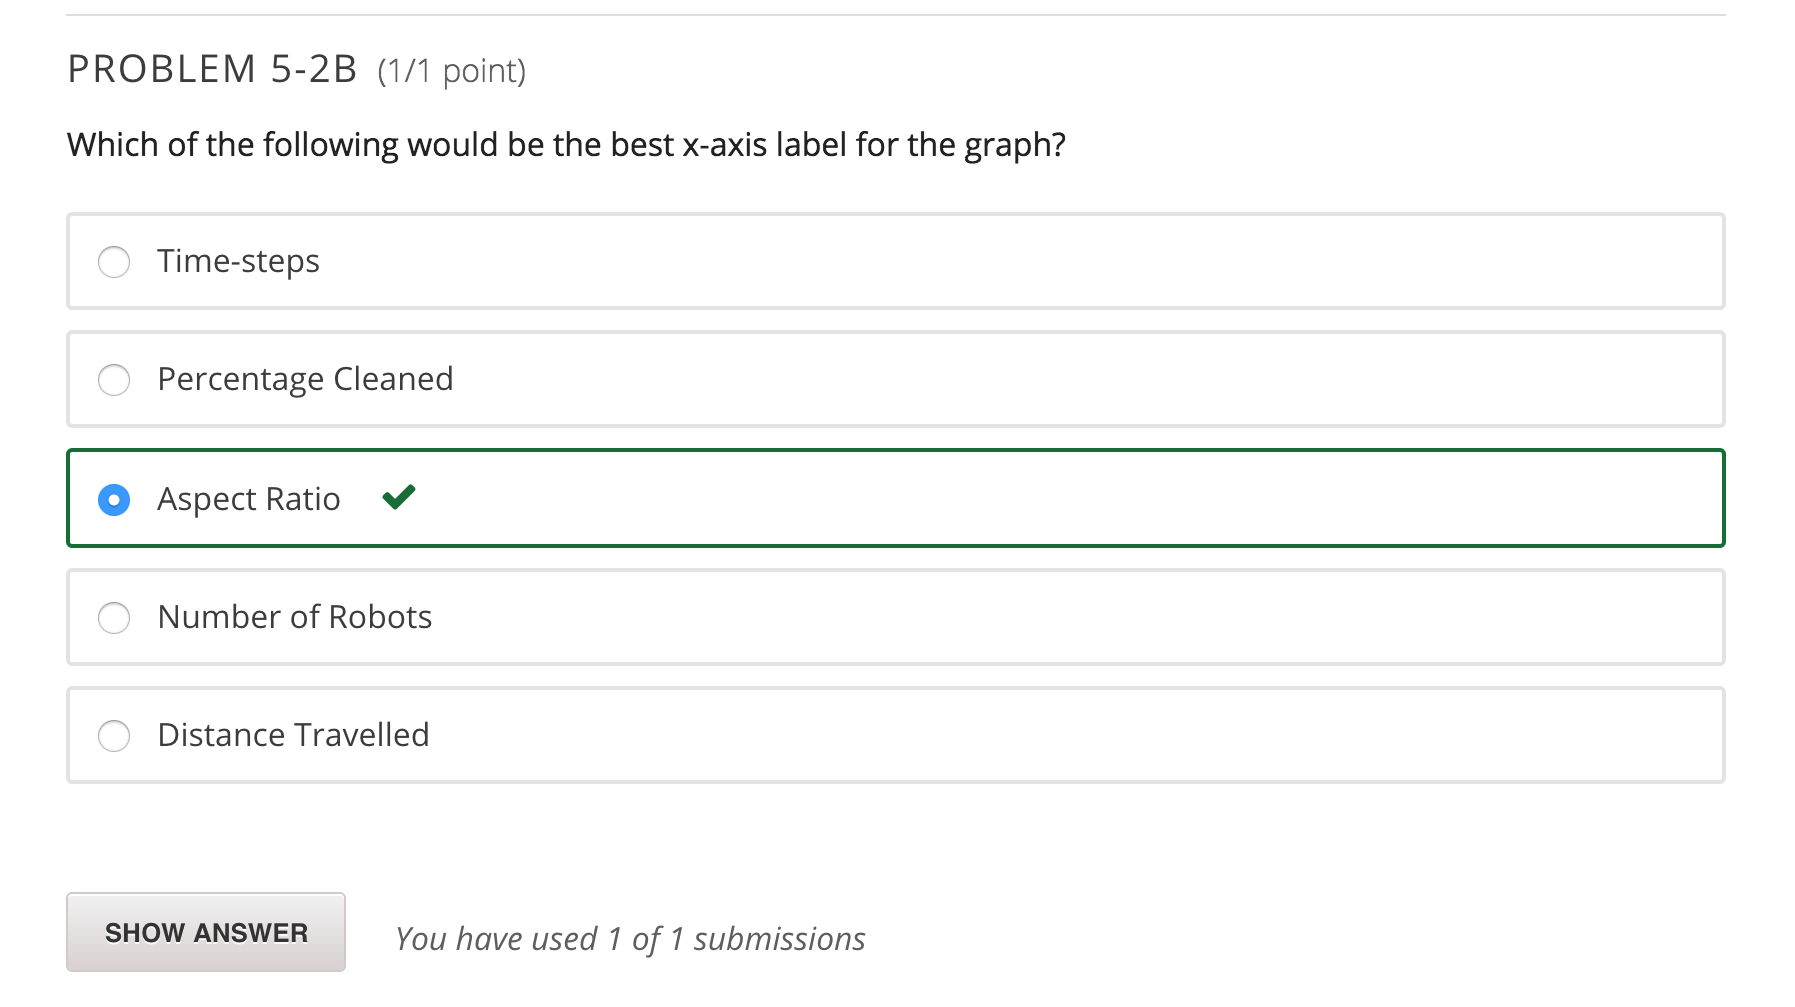 PROBLEM 5-2B (1/1 point)
Which of the following would be the best x-axis label for the graph?
Time-steps
Percentage Cleaned
Aspect Ratio
Number of Robots
Distance Travelled
SHOW ANSWER You have used 1 of 1 submissions